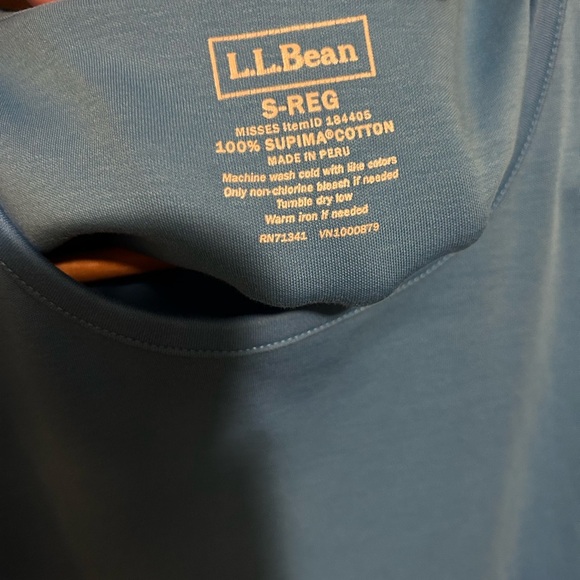 L.L.Bean
S-REG
MISSES ItemID 184405
100% SUPIMA® COTTON
MADE IN PERU
Machine wash cold with like colors
Only non-chlorine bleach if needed
Tumble dry low
Warm iron if needed
RN71341 VN1000879